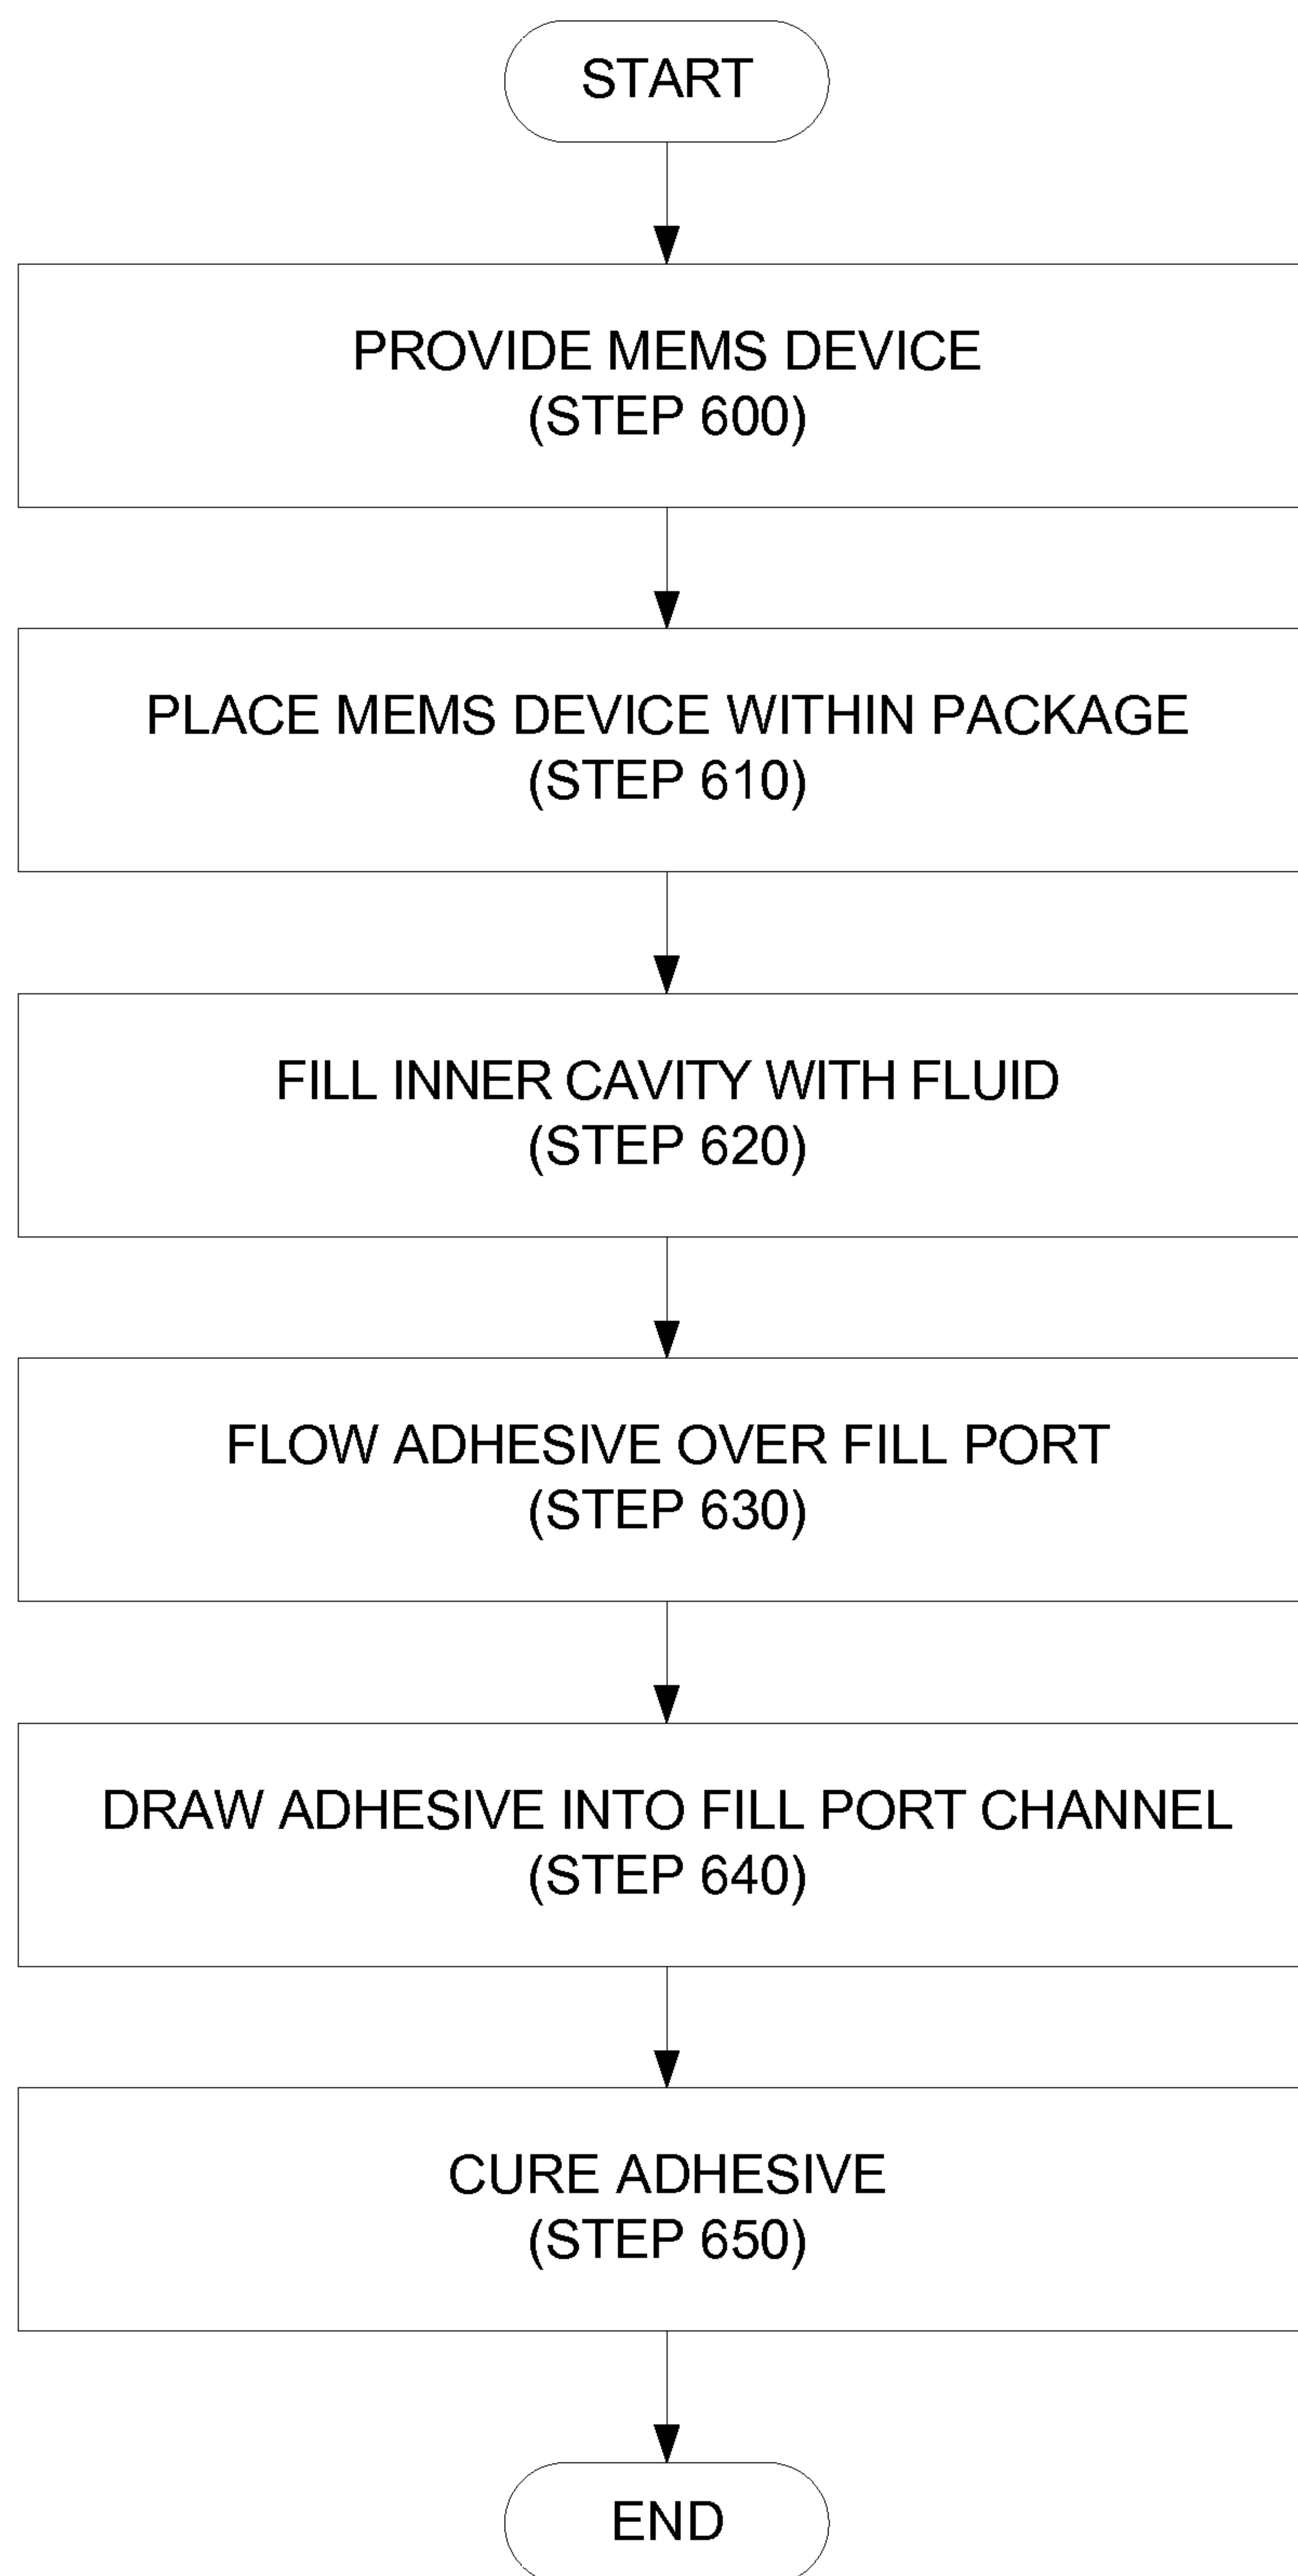 START
PROVIDE MEMS DEVICE
(STEP 600)
PLACE MEMS DEVICE WITHIN PACKAGE
(STEP 610)
FILL INNER CAVITY WITH FLUID
(STEP 620)
FLOW ADHESIVE OVER FILL PORT
(STEP 630)
DRAW ADHESIVE INTO FILL PORT CHANNEL
(STEP 640)
CURE ADHESIVE
(STEP 650)
END